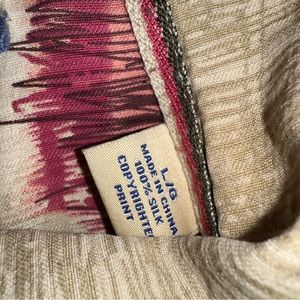 L/G
MADE IN CHINA
100% SILK
COPYRIGHTED
PRINT